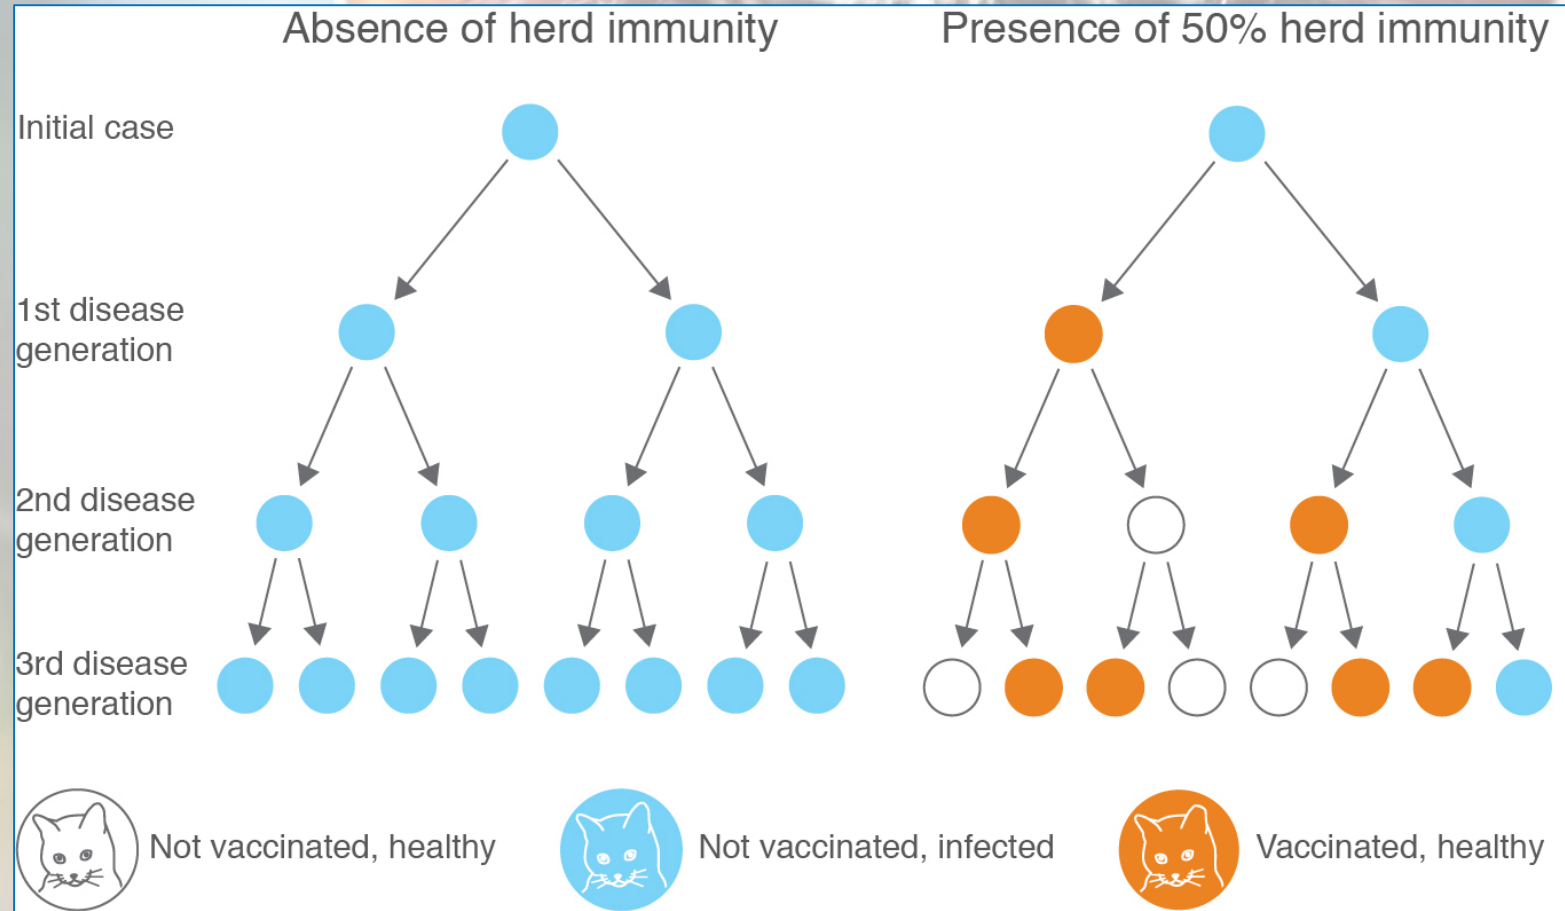 Absence of herd immunity
Presence of 50% herd immunity
Initial case
1st disease
generation
2nd disease
generation
3rd disease
generation
Not vaccinated, healthy
Not vaccinated, infected
Vaccinated, healthy